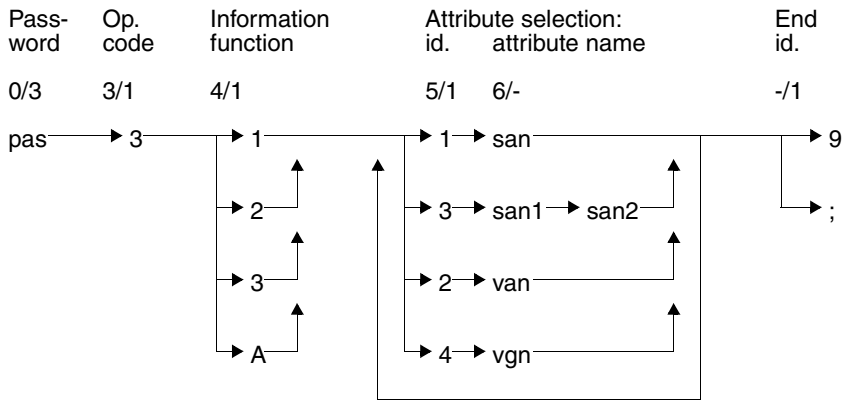 Pass- Op. Information Attribute selection: End
word code function id. attribute name id.
0/3 3/1 4/1 5/1 6/- -/1
pas 3 1 1 san 9
2 3 san1 san2 ;
3 2 van
A 4 vgn